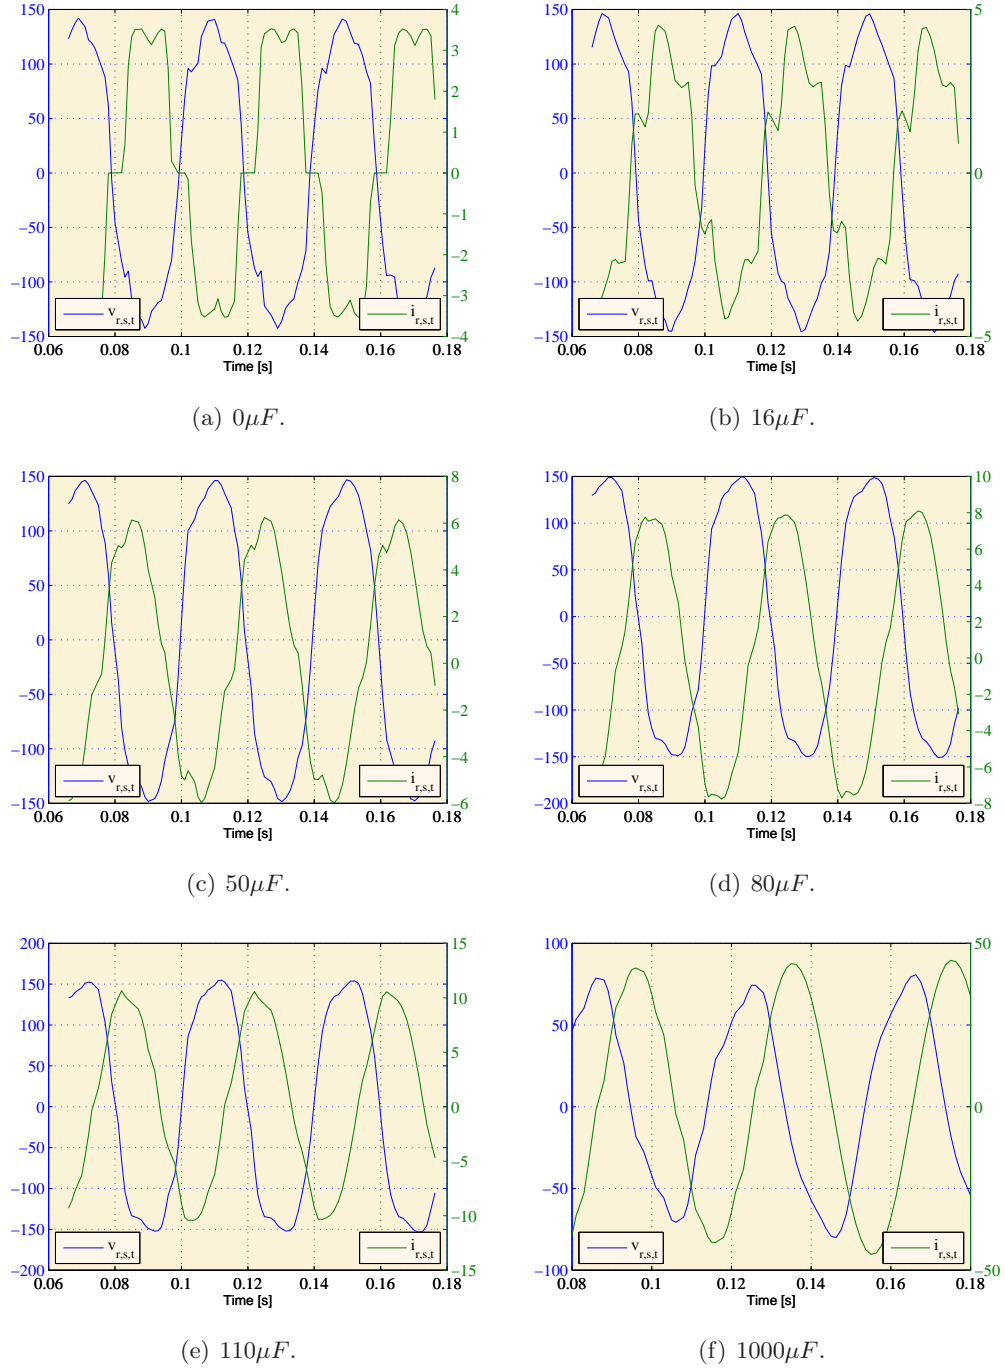 150
100
50
0
−50
−100
−150
4
3
2
1
0
−1
−2
−3
−4
v r,s,t
i r,s,t
0.06 0.08 0.1 0.12 0.14 0.16 0.18
Time [s]
(a) 0μF.
150
100
50
0
−50
−100
−150
5
0
−5
v r,s,t
i r,s,t
0.06 0.08 0.1 0.12 0.14 0.16 0.18
Time [s]
(b) 16μF.
150
100
50
0
−50
−100
−150
8
6
4
2
0
−2
−4
−6
v r,s,t
i r,s,t
0.06 0.08 0.1 0.12 0.14 0.16 0.18
Time [s]
(c) 50μF.
150
100
50
0
−50
−100
−150
−200
10
8
6
4
2
0
−2
−4
−6
−8
v r,s,t
i r,s,t
0.06 0.08 0.1 0.12 0.14 0.16 0.18
Time [s]
(d) 80μF.
200
150
100
50
0
−50
−100
−150
−200
15
10
5
0
−5
−10
−15
v r,s,t
i r,s,t
0.06 0.08 0.1 0.12 0.14 0.16 0.18
Time [s]
(e) 110μF.
100
50
0
−50
−100
50
0
−50
v r,s,t
i r,s,t
0.08 0.1 0.12 0.14 0.16 0.18
Time [s]
(f) 1000μF.